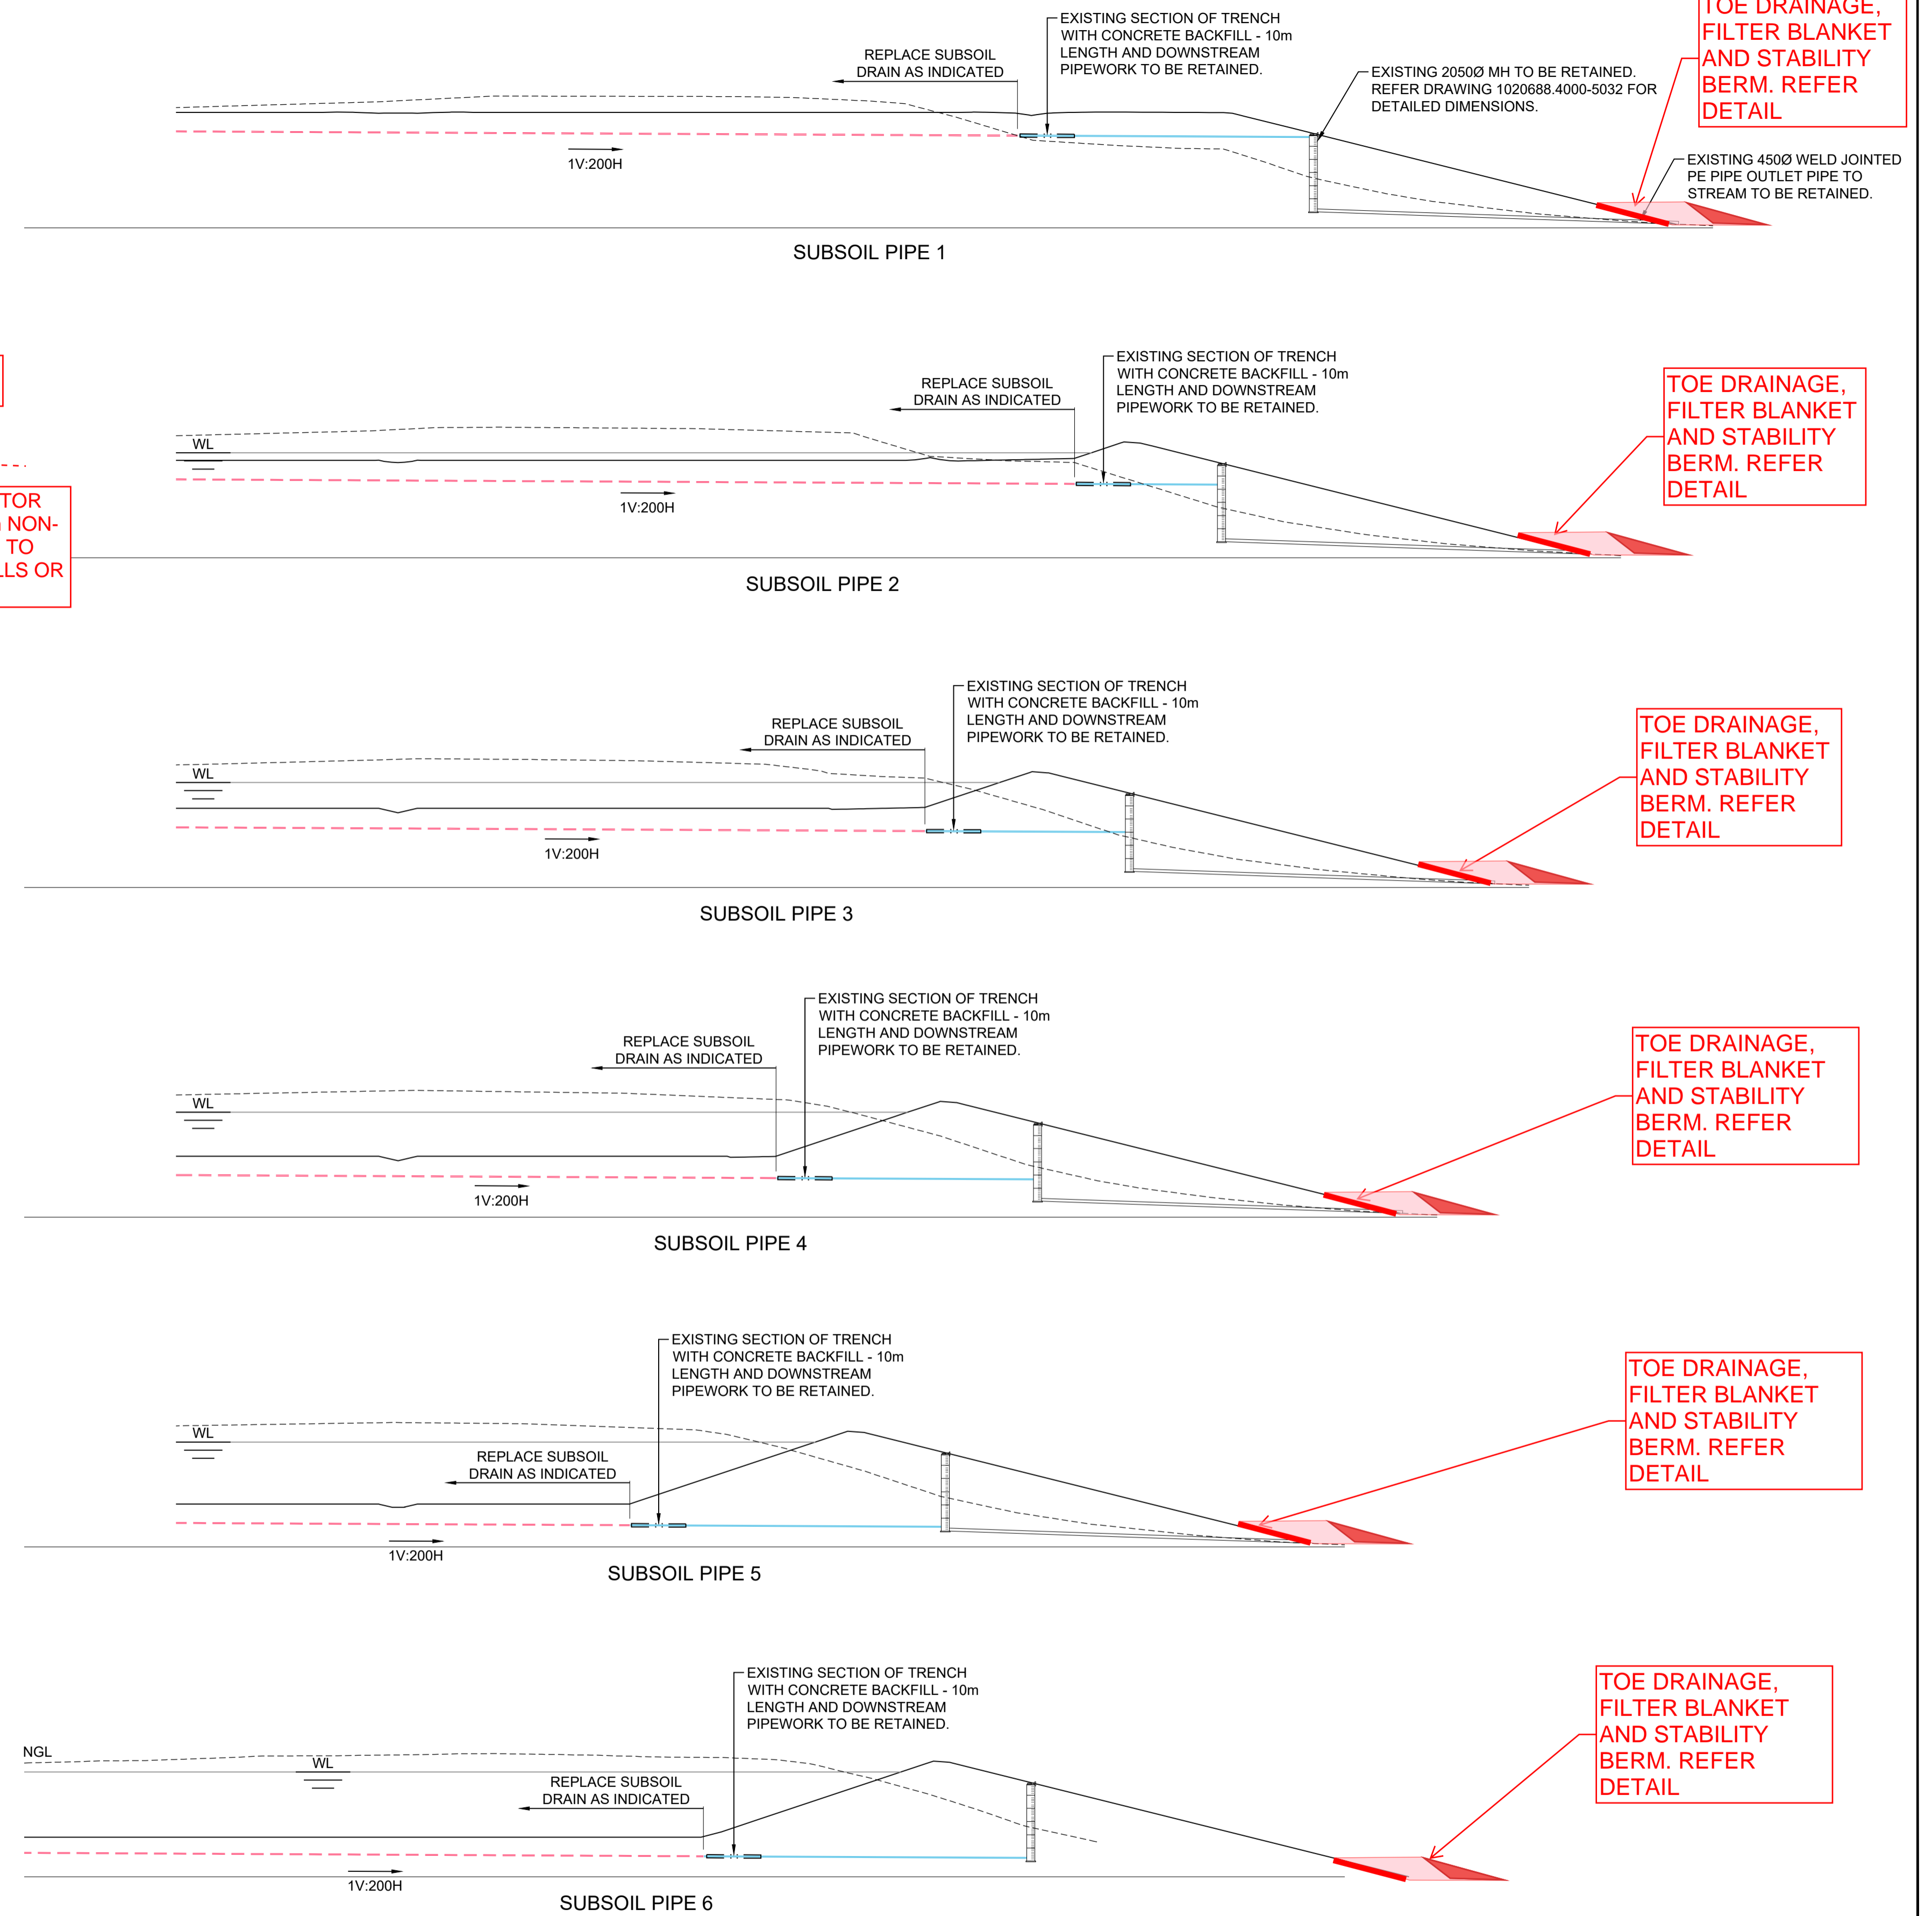 EXISTING SECTION OF TRENCH
WITH CONCRETE BACKFILL - 10m
LENGTH AND DOWNSTREAM
PIPEWORK TO BE RETAINED.
REPLACE SUBSOIL
DRAIN AS INDICATED
EXISTING 2050Ø MH TO BE RETAINED.
REFER DRAWING 1020688.4000-5032 FOR
DETAILED DIMENSIONS.
TOE DRAINAGE,
FILTER BLANKET
AND STABILITY
BERM. REFER
DETAIL
EXISTING 450Ø WELD JOINTED
PE PIPE OUTLET PIPE TO
STREAM TO BE RETAINED.
1V:200H
SUBSOIL PIPE 1
EXISTING SECTION OF TRENCH
WITH CONCRETE BACKFILL - 10m
LENGTH AND DOWNSTREAM
PIPEWORK TO BE RETAINED.
REPLACE SUBSOIL
DRAIN AS INDICATED
TOE DRAINAGE,
FILTER BLANKET
AND STABILITY
BERM. REFER
DETAIL
WL
TOR
NON-
TO
LLS OR
1V:200H
SUBSOIL PIPE 2
EXISTING SECTION OF TRENCH
WITH CONCRETE BACKFILL - 10m
LENGTH AND DOWNSTREAM
PIPEWORK TO BE RETAINED.
REPLACE SUBSOIL
DRAIN AS INDICATED
TOE DRAINAGE,
FILTER BLANKET
AND STABILITY
BERM. REFER
DETAIL
WL
1V:200H
SUBSOIL PIPE 3
EXISTING SECTION OF TRENCH
WITH CONCRETE BACKFILL - 10m
LENGTH AND DOWNSTREAM
PIPEWORK TO BE RETAINED.
REPLACE SUBSOIL
DRAIN AS INDICATED
TOE DRAINAGE,
FILTER BLANKET
AND STABILITY
BERM. REFER
DETAIL
WL
1V:200H
SUBSOIL PIPE 4
EXISTING SECTION OF TRENCH
WITH CONCRETE BACKFILL - 10m
LENGTH AND DOWNSTREAM
PIPEWORK TO BE RETAINED.
TOE DRAINAGE,
FILTER BLANKET
AND STABILITY
BERM. REFER
DETAIL
WL
REPLACE SUBSOIL
DRAIN AS INDICATED
1V:200H
SUBSOIL PIPE 5
EXISTING SECTION OF TRENCH
WITH CONCRETE BACKFILL - 10m
LENGTH AND DOWNSTREAM
PIPEWORK TO BE RETAINED.
TOE DRAINAGE,
FILTER BLANKET
AND STABILITY
BERM. REFER
DETAIL
NGL
WL
REPLACE SUBSOIL
DRAIN AS INDICATED
1V:200H
SUBSOIL PIPE 6